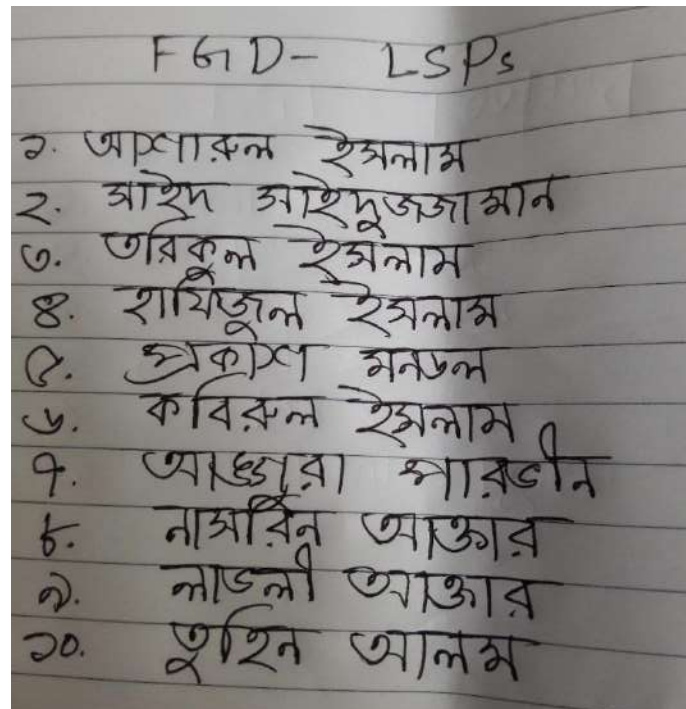 FGD- LSPs
১. আশারুল ইসলাম
২. সাইদ সাইদুজজামান
৩. তরিকুল ইসলাম
৪. হাফিজুল ইসলাম
৫. প্রকাশ মনডল
৬. কবিরুল ইসলাম
৭. পারভীন
৮. নাসরিন আক্তার
৯. লাভলী আক্তার
১০. তুহিন আলম